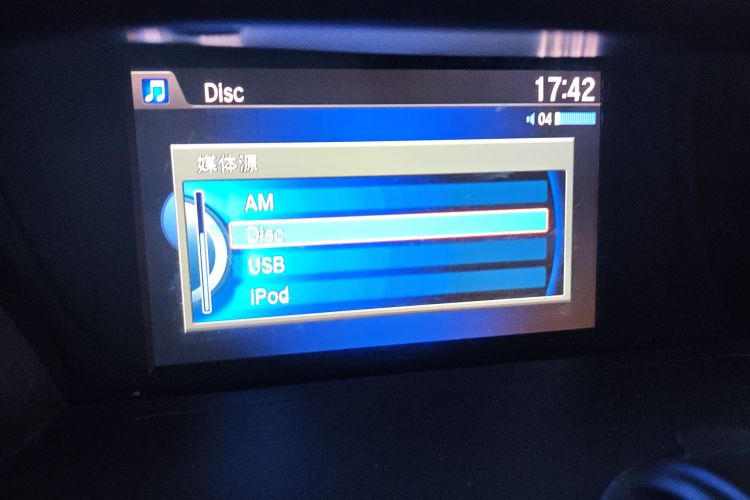 Disc
17:42
04
媒体源
AM
Disc
USB
iPod